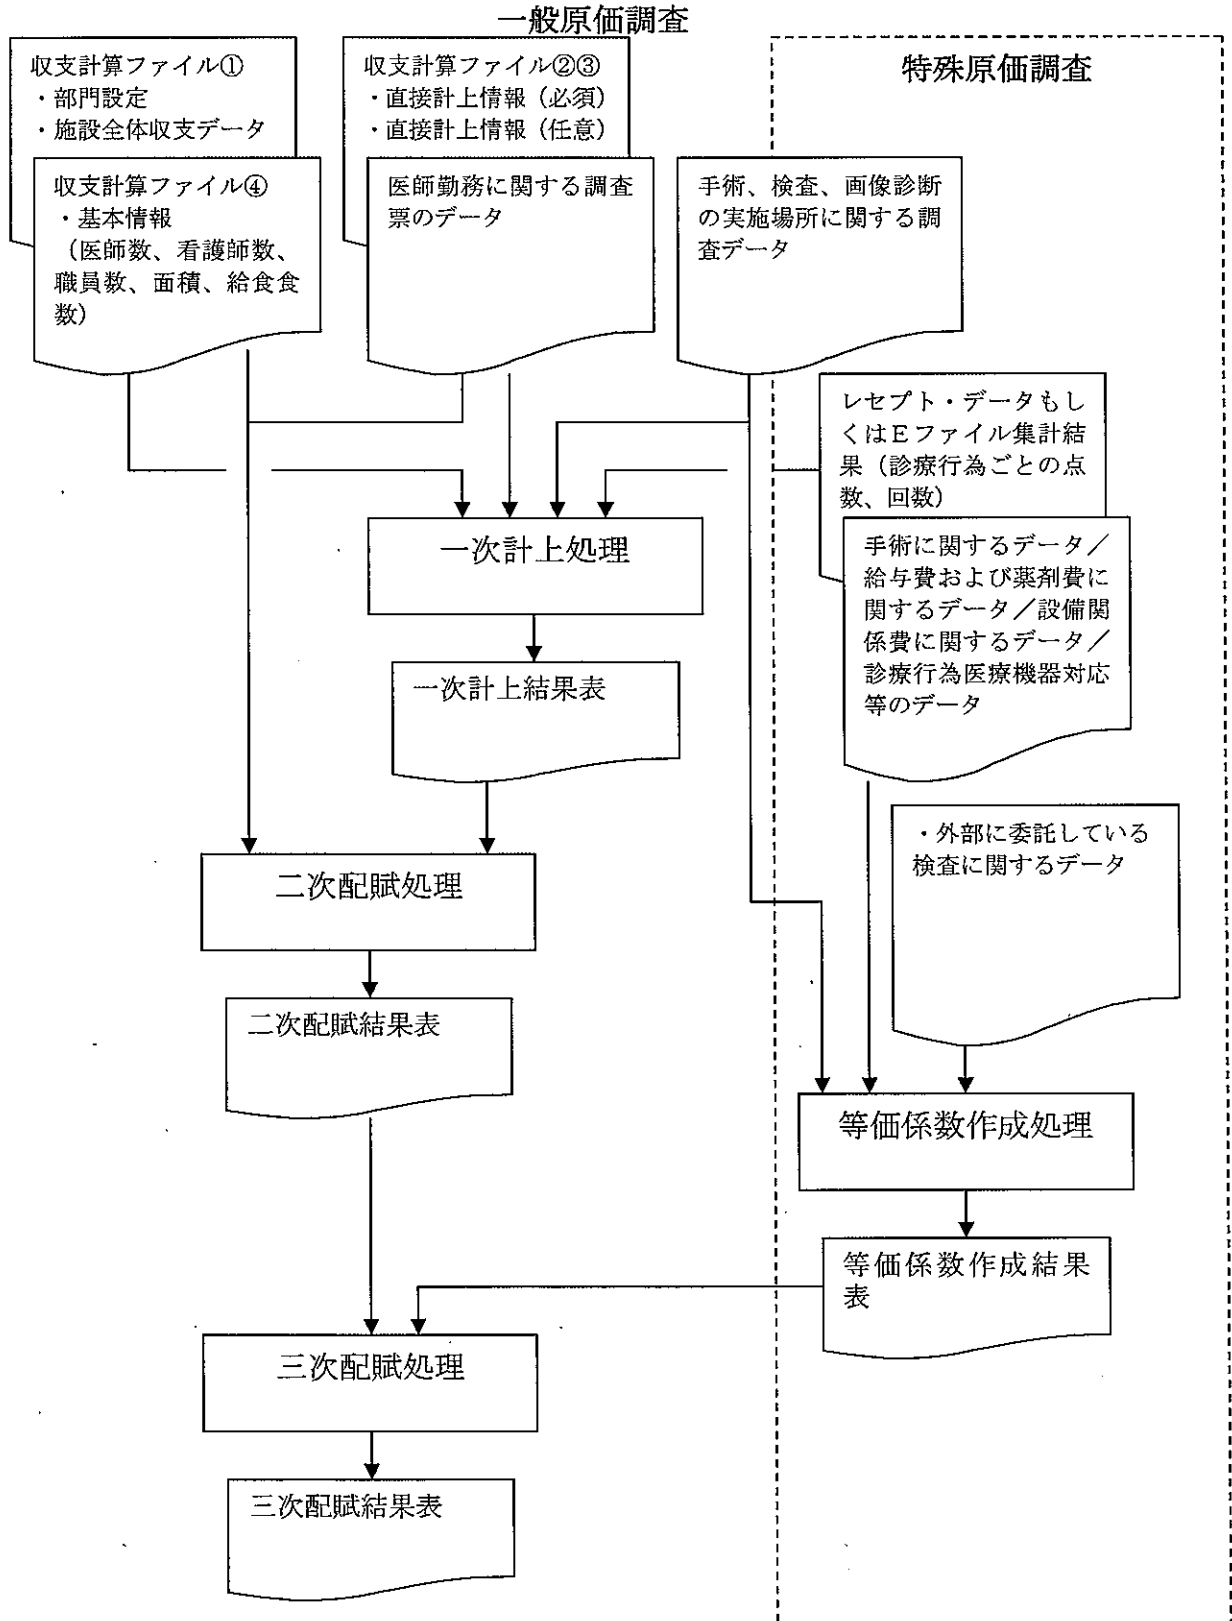 一般原価調査
収支計算ファイル①
・部門設定
・施設全体収支データ
収支計算ファイル④
・基本情報
（医師数、看護師数、
職員数、面積、給食食
数）
収支計算ファイル②③
・直接計上情報（必須）
・直接計上情報（任意）
医師勤務に関する調査
票のデータ
特殊原価調査
手術、検査、画像診断
の実施場所に関する調
査データ
レセプト・データもし
くはＥファイル集計結
果（診療行為ごとの点
数、回数）
手術に関するデータ／
給与費および薬剤費に
関するデータ／設備関
係費に関するデータ／
診療行為医療機器対応
等のデータ
一次計上処理
一次計上結果表
・外部に委託している
検査に関するデータ
二次配賦処理
二次配賦結果表
等価係数作成処理
等価係数作成結果
表
三次配賦処理
三次配賦結果表